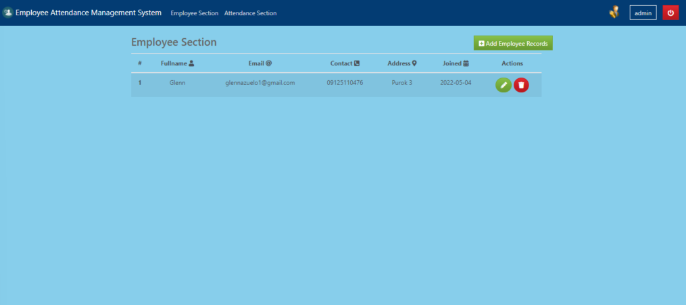 Employee Attendance Management System Employee Section Attendance Section admin
Employee Section
Add Employee Records
# Fullname Email @ Contact Address Joined Actions
1 Glenn glennazuelo1@gmail.com 09125110476 Purok 3 2022-05-04